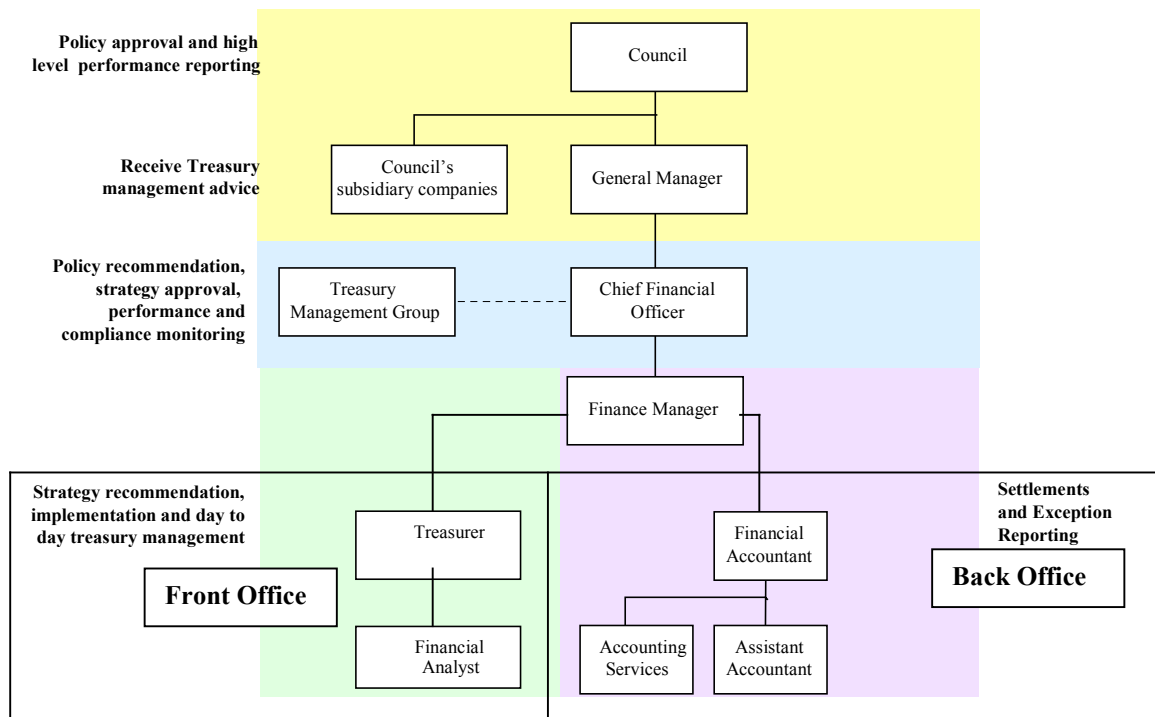 Policy approval and high
level performance reporting
Council
Receive Treasury
management advice
Council's
subsidiary companies
General Manager
Policy recommendation,
strategy approval,
performance and
compliance monitoring
Treasury
Management Group
Chief Financial
Officer
Finance Manager
Strategy recommendation,
implementation and day to
day treasury management
Treasurer
Financial
Accountant
Settlements
and Exception
Reporting
Front Office
Back Office
Financial
Analyst
Accounting
Services
Assistant
Accountant